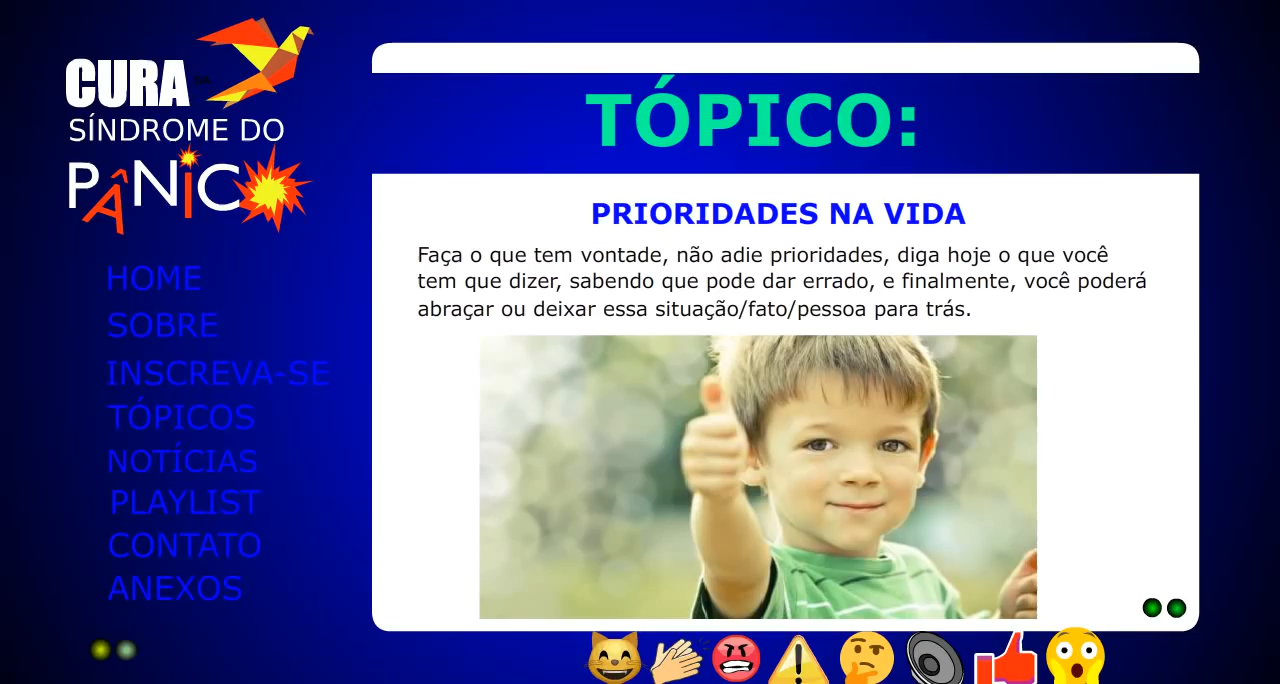 CURA
SÍNDROME DO
PÂNICO
HOME
SOBRE
INSCREVA-SE
TÓPICOS
NOTÍCIAS
PLAYLIST
CONTATO
ANEXOS
TÓPICO:
PRIORIDADES NA VIDA
Faça o que tem vontade, não adie prioridades, diga hoje o que você
tem que dizer, sabendo que pode dar errado, e finalmente, você poderá
abraçar ou deixar essa situação/fato/pessoa para trás.